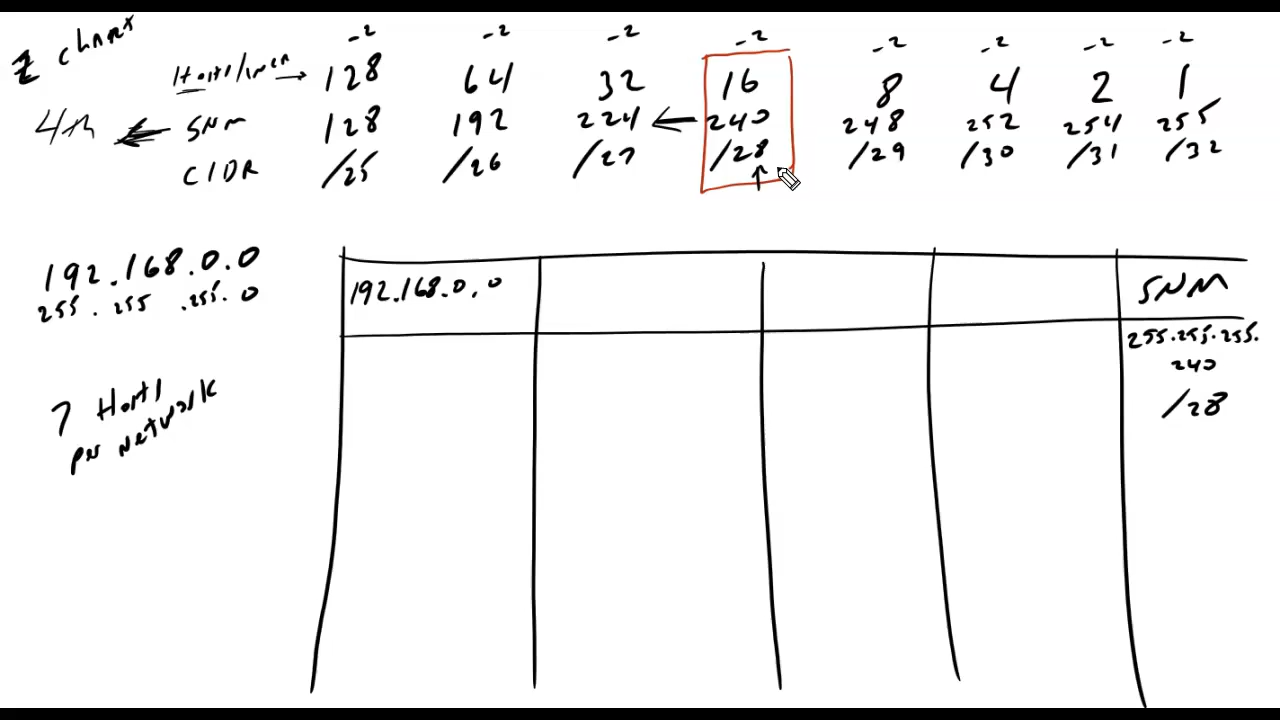 Z chart
-2 -2 -2 -2 -2 -2 -2 -2
Hosts/incr → 128 64 32 16 8 4 2 1
4th ← SNM 128 192 224 ← 240 248 252 254 255
CIDR /25 /26 /27 /28 /29 /30 /31 /32
192.168.0.0
255.255.255.0
7 Hosts
per network
192.168.0.0
SNM
255.255.255.
240
/28